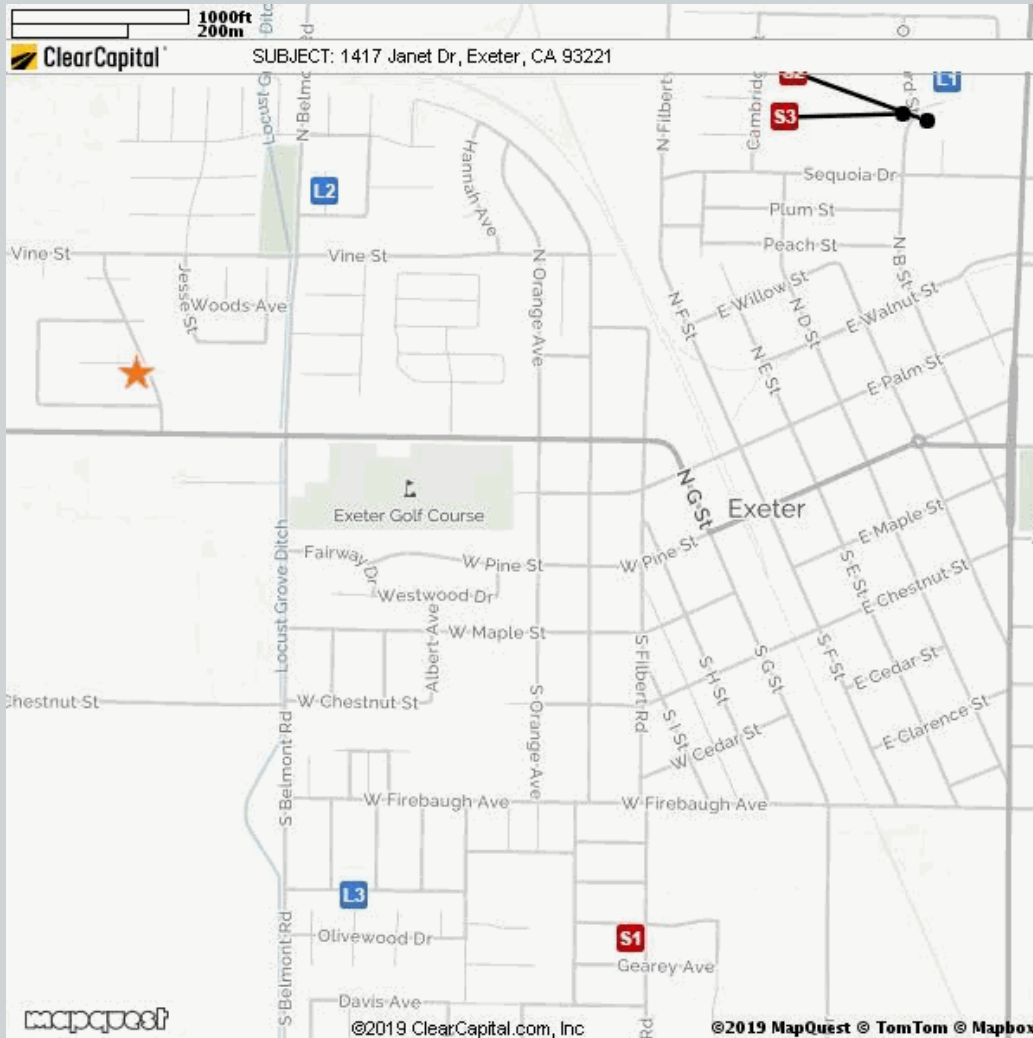 1000ft
200m
ClearCapital
SUBJECT: 1417 Janet Dr, Exeter, CA 93221
Locust G
N Belmo
N Filbert
Cambridg
S2
L1
S3
Hannah Ave
Sequoia Dr
L2
Plum St
Peach St
Vine St
Vine St
N Orange Ave
N B St
Jesse St
Woods Ave
E Willow St
N F St
N D St
E Walnut St
N E St
E Palm St
N G St
Exeter
Exeter Golf Course
E Maple St
Locust Grove Ditch
Fairway Dr
W Pine St
W Pine St
S E St
E Chestnut St
Westwood Dr
Albert Ave
W Maple St
S Filbert Rd
S H St
S G St
S F St
E Cedar St
Chestnut St
W Chestnut St
S Orange Ave
S I St
W Cedar St
E Clarence St
S Belmont Rd
W Firebaugh Ave
W Firebaugh Ave
L3
Olivewood Dr
S1
Gearey Ave
S Belmont Rd
Davis Ave
Rd
mapquest
©2019 ClearCapital.com, Inc
©2019 MapQuest © TomTom © Mapbox